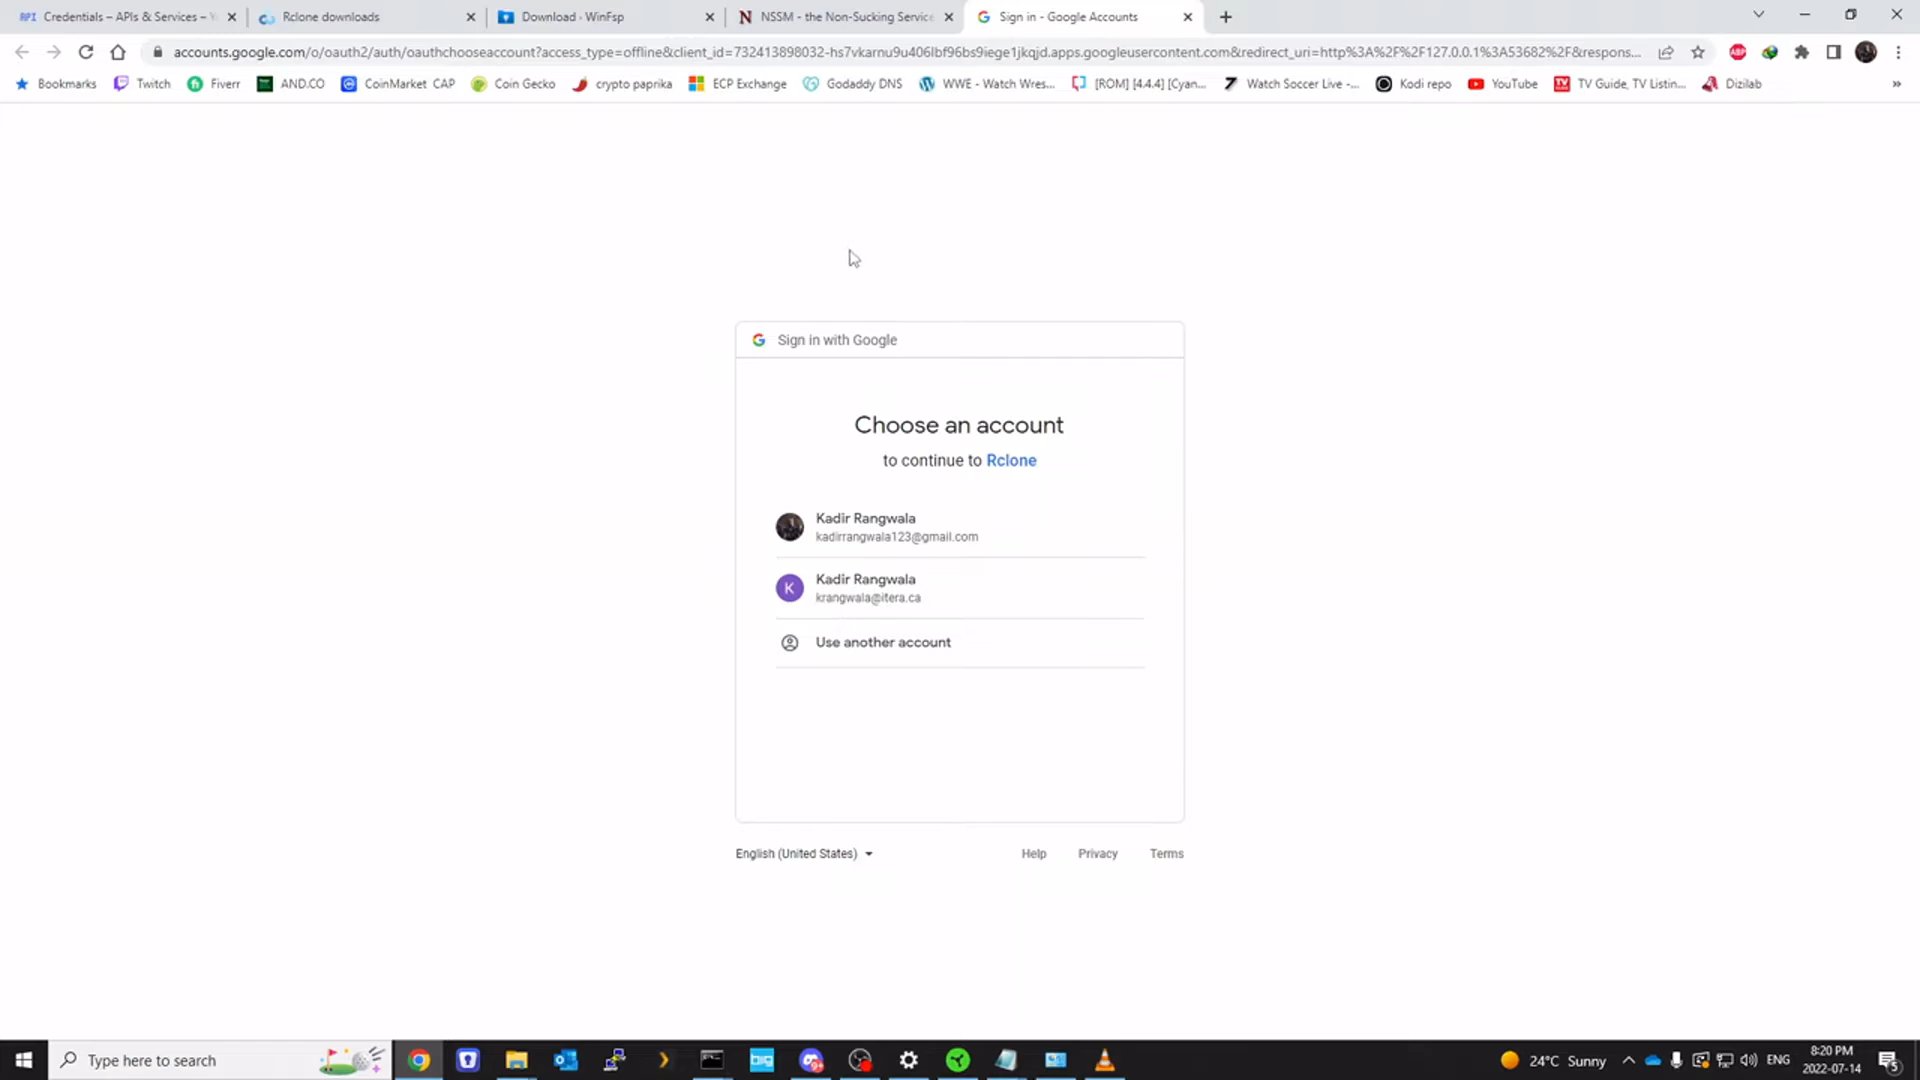 RPI Credentials – APIs & Services – Y
Rclone downloads
Download · WinFsp
NSSM - the Non-Sucking Service
Sign in - Google Accounts
accounts.google.com/o/oauth2/auth/oauthchooseaccount?access_type=offline&client_id=732413898032-hs7vkarnu9u406lbf96bs9iege1jkqjd.apps.googleusercontent.com&redirect_uri=http%3A%2F%2F127.0.0.1%3A53682%2F&respons...
ABP
Bookmarks
Twitch
Fiverr
AND.CO
CoinMarket CAP
Coin Gecko
crypto paprika
ECP Exchange
Godaddy DNS
WWE - Watch Wres...
[ROM] [4.4.4] [Cyan...
Watch Soccer Live -...
Kodi repo
YouTube
TV Guide, TV Listin...
Dizilab
»
Sign in with Google
Choose an account
to continue to Rclone
Kadir Rangwala
kadirrangwala123@gmail.com
K
Kadir Rangwala
krangwala@itera.ca
Use another account
English (United States)
Help
Privacy
Terms
Type here to search
24°C Sunny
ENG
8:20 PM
2022-07-14
5